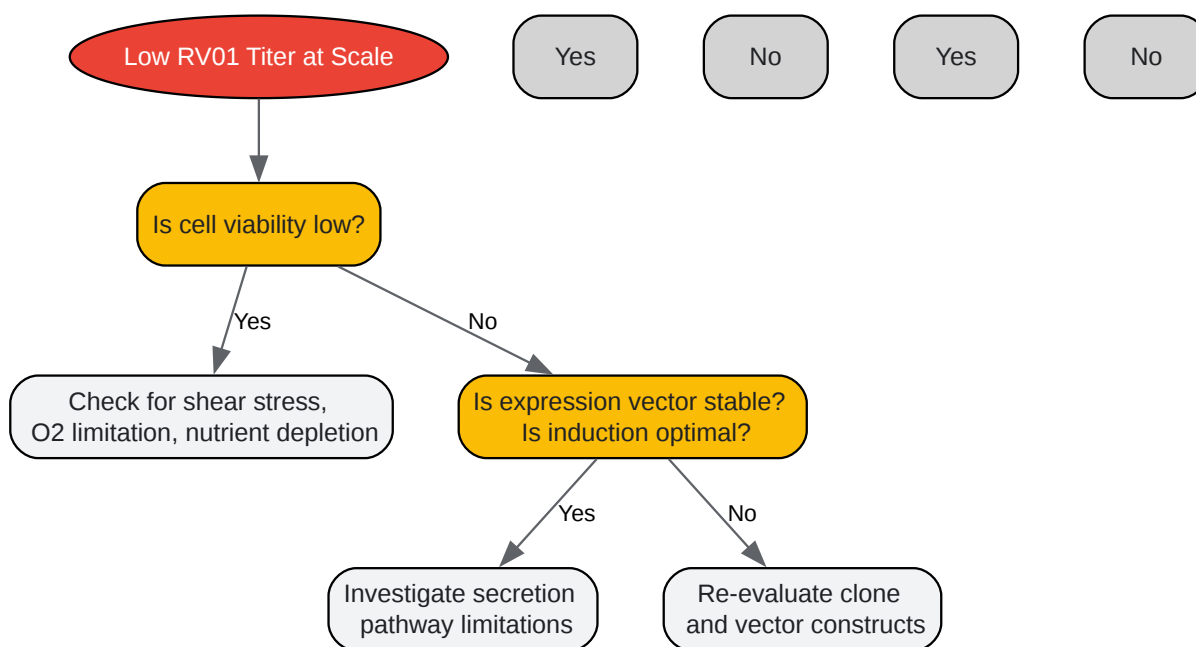 Low RV01 Titer at Scale
Yes
No
Yes
No
Is cell viability low?
Yes
No
Check for shear stress,
O2 limitation, nutrient depletion
Is expression vector stable?
Is induction optimal?
Yes
No
Investigate secretion
pathway limitations
Re-evaluate clone
and vector constructs